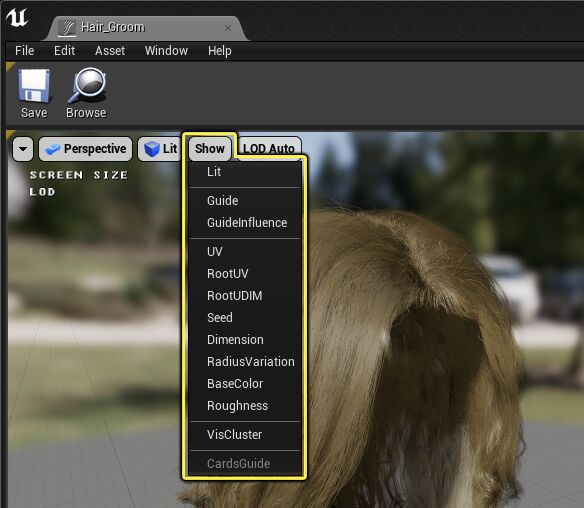 Hair_Groom
File Edit Asset Window Help
Save Browse
Perspective Lit Show LOD Auto
SCREEN SIZE
LOD
Lit
Guide
GuideInfluence
UV
RootUV
RootUDIM
Seed
Dimension
RadiusVariation
BaseColor
Roughness
VisCluster
CardsGuide